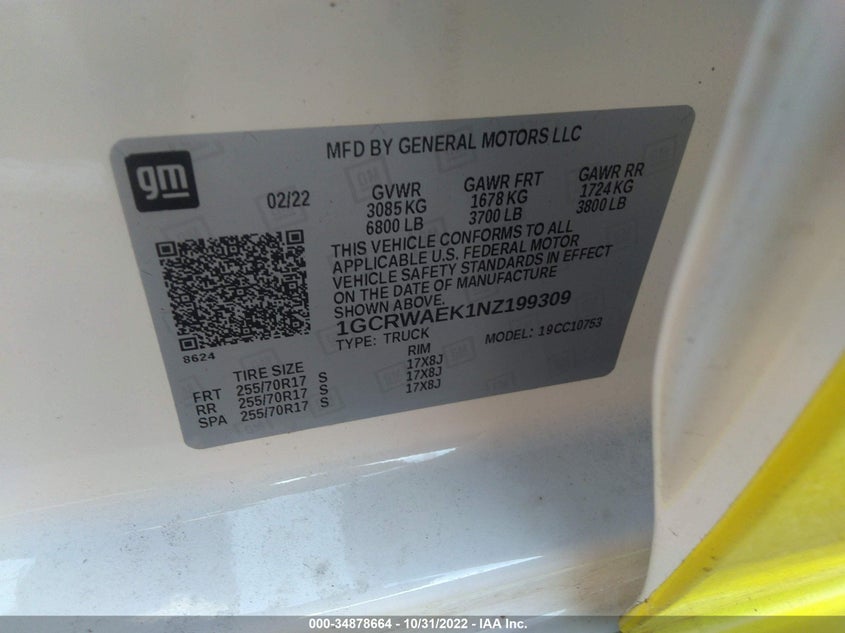 MFD BY GENERAL MOTORS LLC
gm
02/22
GVWR GAWR FRT GAWR RR
3085 KG 1678 KG 1724 KG
6800 LB 3700 LB 3800 LB
THIS VEHICLE CONFORMS TO ALL
APPLICABLE U.S. FEDERAL MOTOR
VEHICLE SAFETY STANDARDS IN EFFECT
ON THE DATE OF MANUFACTURE
SHOWN ABOVE.
1GCRWAEK1NZ199309
TYPE: TRUCK MODEL: 19CC10753
8624
TIRE SIZE RIM
FRT 255/70R17 S 17X8J
RR 255/70R17 S 17X8J
SPA 255/70R17 S 17X8J
000-34878664 - 10/31/2022 - IAA Inc.